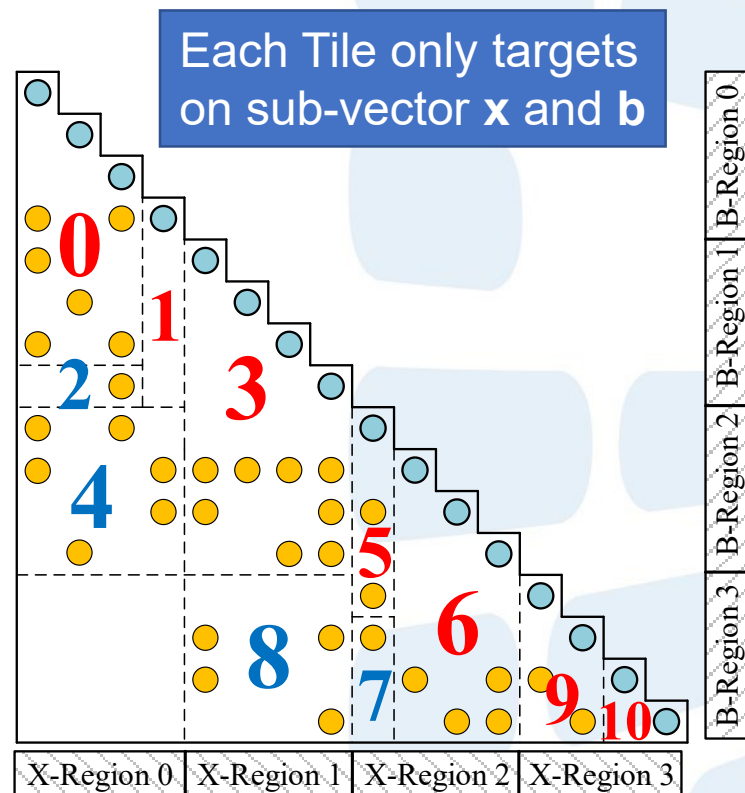 Each Tile only targets
on sub-vector x and b
B-Region 0
0
1
B-Region 1
2
3
4
B-Region 2
5
6
8
7
9
10
B-Region 3
X-Region 0
X-Region 1
X-Region 2
X-Region 3